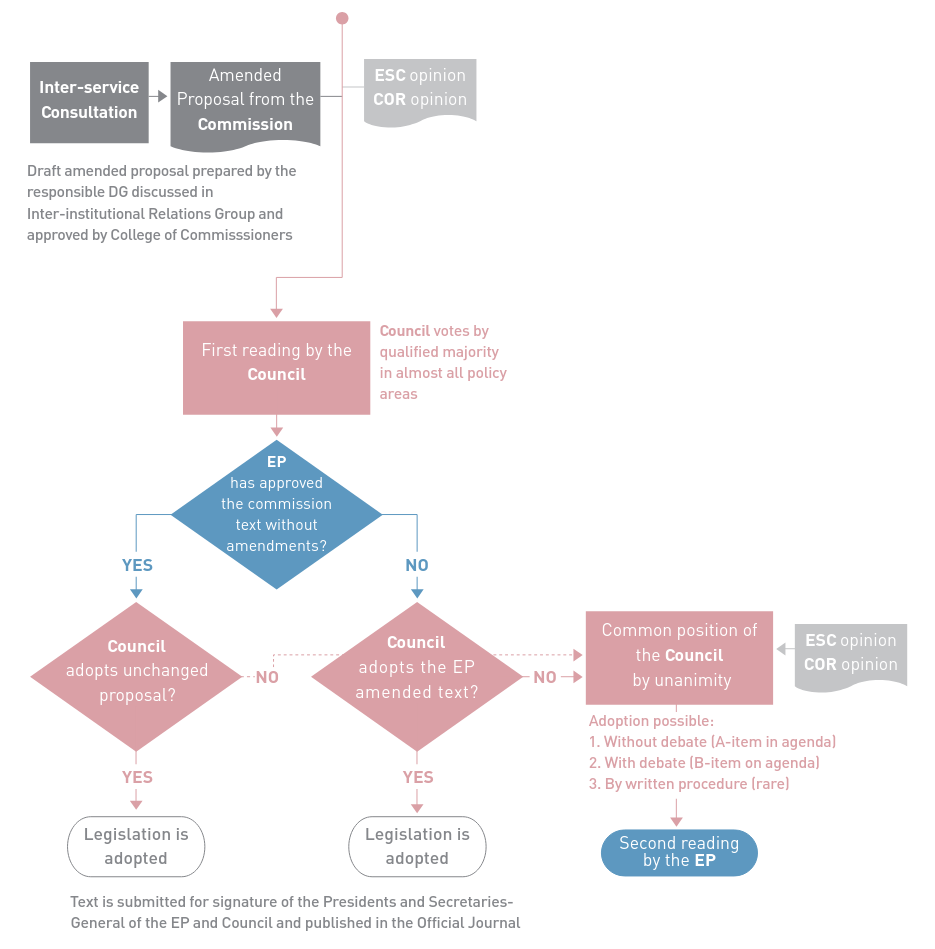 Inter-service
Consultation
Amended
Proposal from the
Commission
ESC opinion
COR opinion
Draft amended proposal prepared by the
responsible DG discussed in
Inter-institutional Relations Group and
approved by College of Commisssioners
First reading by the
Council
Council votes by
qualified majority
in almost all policy
areas
EP
has approved
the commission
text without
amendments?
YES
NO
Council
adopts unchanged
proposal?
NO
Council
adopts the EP
amended text?
NO
Common position of
the Council
by unanimity
ESC opinion
COR opinion
Adoption possible:
1. Without debate (A-item in agenda)
2. With debate (B-item on agenda)
3. By written procedure (rare)
YES
YES
Legislation is
adopted
Legislation is
adopted
Second reading
by the EP
Text is submitted for signature of the Presidents and Secretaries-
General of the EP and Council and published in the Official Journal